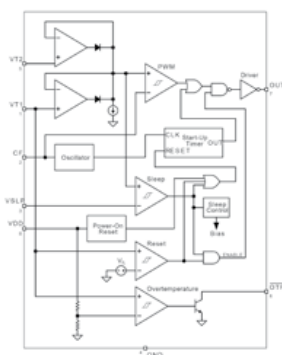 PWM
VT2
Driver
OUT
VT1
CLK
Start-Up
Timer
OUT
RESET
CF
Oscillator
Sleep
VSLP
VDD
Power-On
Reset
Sleep
Control
Bias
Reset
Overtemperature
GND